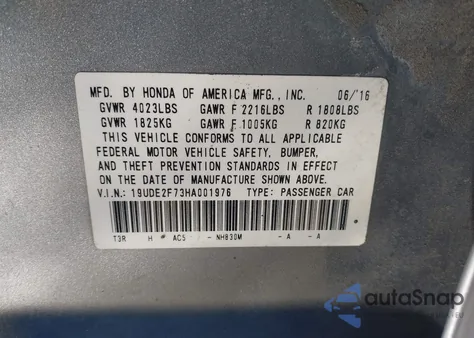 MFD. BY HONDA OF AMERICA MFG., INC. 06/'16
GVWR 4023LBS GAWR F 2216LBS R 1808LBS
GVWR 1825KG GAWR F 1005KG R 820KG
THIS VEHICLE CONFORMS TO ALL APPLICABLE
FEDERAL MOTOR VEHICLE SAFETY, BUMPER,
AND THEFT PREVENTION STANDARDS IN EFFECT
ON THE DATE OF MANUFACTURE SHOWN ABOVE.
V.I.N.: 19UDE2F73HA001976 TYPE: PASSENGER CAR
T3R H AC5 - NH830M - A - A
autoSnap